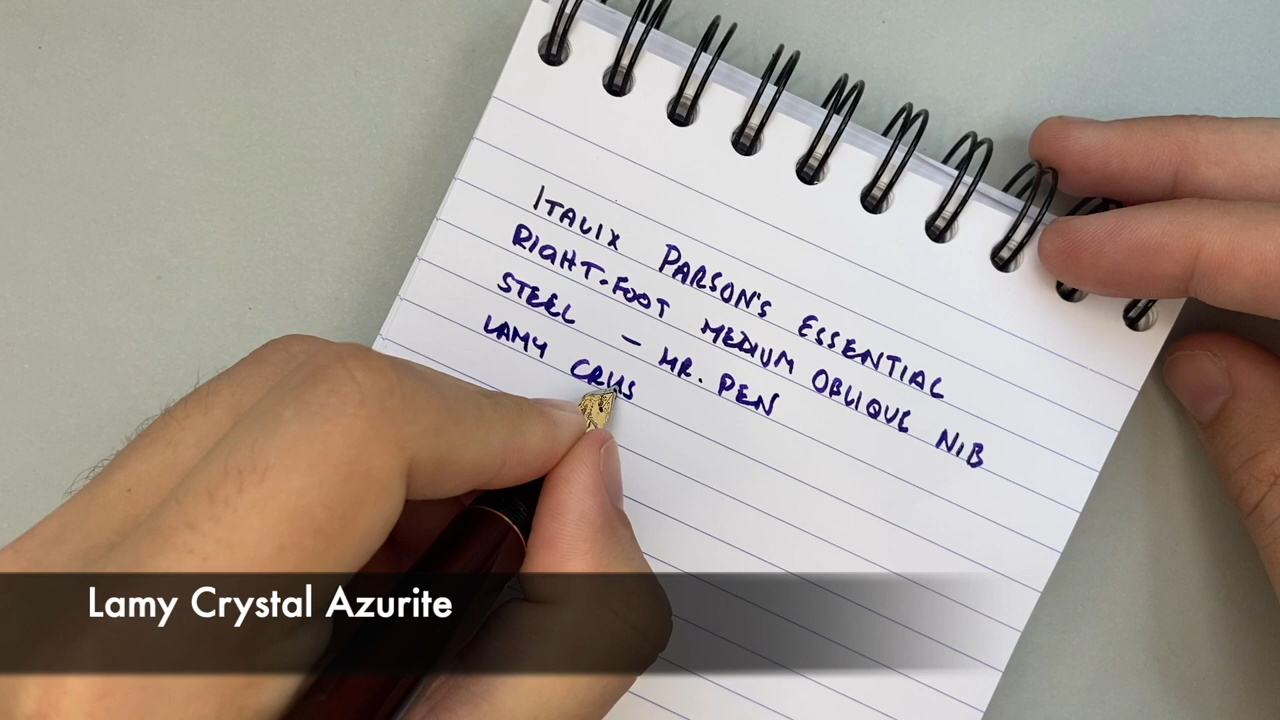 ITALIX PARSON'S ESSENTIAL
RIGHT-FOOT MEDIUM OBLIQUE NIB
STEEL – MR. PEN
LAMY CRYS
Lamy Crystal Azurite